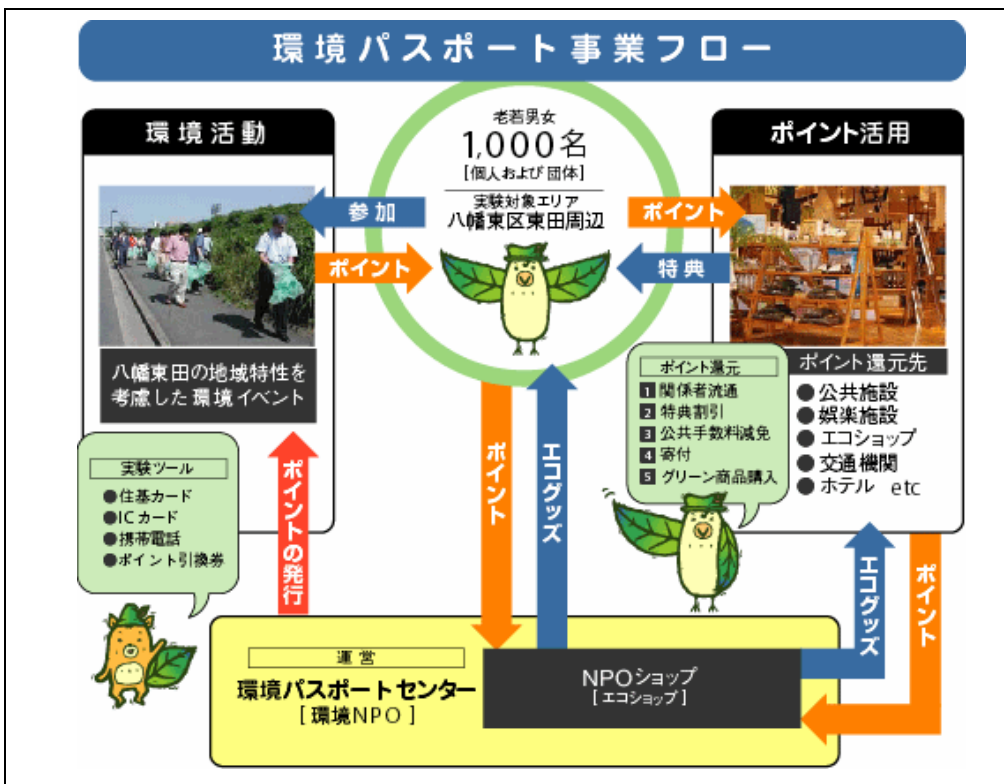 環境パスポート事業フロー
環境活動
老若男女
1,000名
[個人および団体]
実験対象エリア
八幡東区東田周辺
ポイント活用
参加
ポイント
ポイント
特典
八幡東田の地域特性を
考慮した環境イベント
実験ツール
●住基カード
●ICカード
●携帯電話
●ポイント引換券
ポイントの発行
ポイント
エコグッズ
ポイント還元
1 関係者流通
2 特典割引
3 公共手数料減免
4 寄付
5 グリーン商品購入
ポイント還元先
●公共施設
●娯楽施設
●エコショップ
●交通機関
●ホテル etc
エコグッズ
ポイント
運営
環境パスポートセンター
[環境NPO]
NPOショップ
[エコショップ]